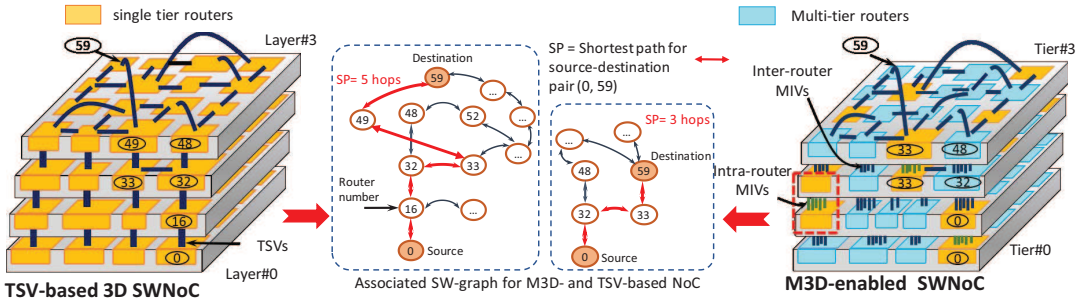 single tier routers
Multi-tier routers
59
Layer#3
49
48
33
32
16
0
TSVs
Layer#0
TSV-based 3D SWNoC
Destination
SP= 5 hops
59
...
...
49
48
52
...
32
33
Router
number
16
...
0
Source
SP = Shortest path for
source-destination
pair (0, 59)
SP= 3 hops
...
...
Destination
48
59
32
33
0
Source
Associated SW-graph for M3D- and TSV-based NoC
59
Tier#3
Inter-router
MIVs
33
48
Intra-router
MIVs
33
32
0
0
Tier#0
M3D-enabled SWNoC